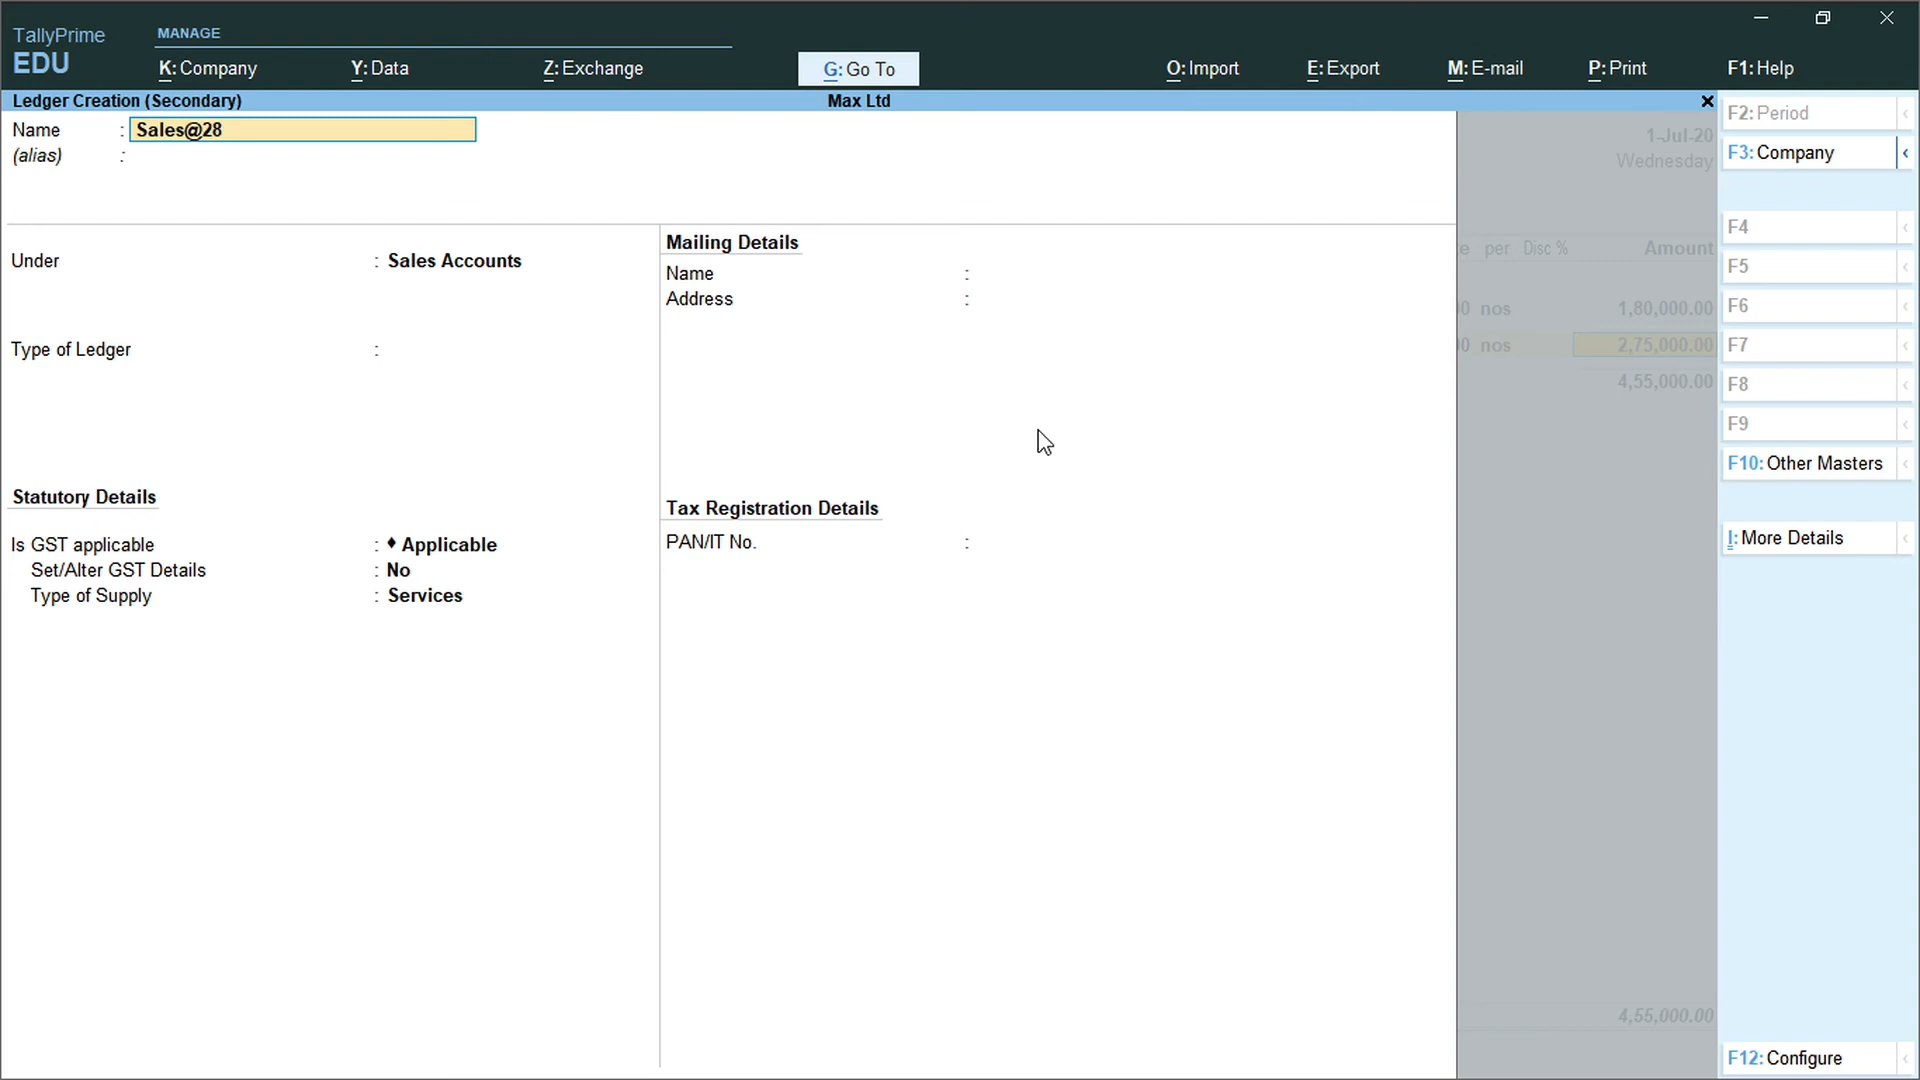 TallyPrime
EDU
MANAGE
K: Company
Y: Data
Z: Exchange
G: Go To
O: Import
E: Export
M: E-mail
P: Print
F1: Help
Ledger Creation (Secondary)
Max Ltd
Name : Sales@28
(alias) :
Under : Sales Accounts
Type of Ledger :
Statutory Details
Is GST applicable : ♦ Applicable
Set/Alter GST Details : No
Type of Supply : Services
Mailing Details
Name :
Address :
Tax Registration Details
PAN/IT No. :
1-Jul-20
Wednesday
per Disc % Amount
nos 1,80,000.00
nos 2,75,000.00
4,55,000.00
4,55,000.00
F2: Period
F3: Company
F4
F5
F6
F7
F8
F9
F10: Other Masters
I: More Details
F12: Configure